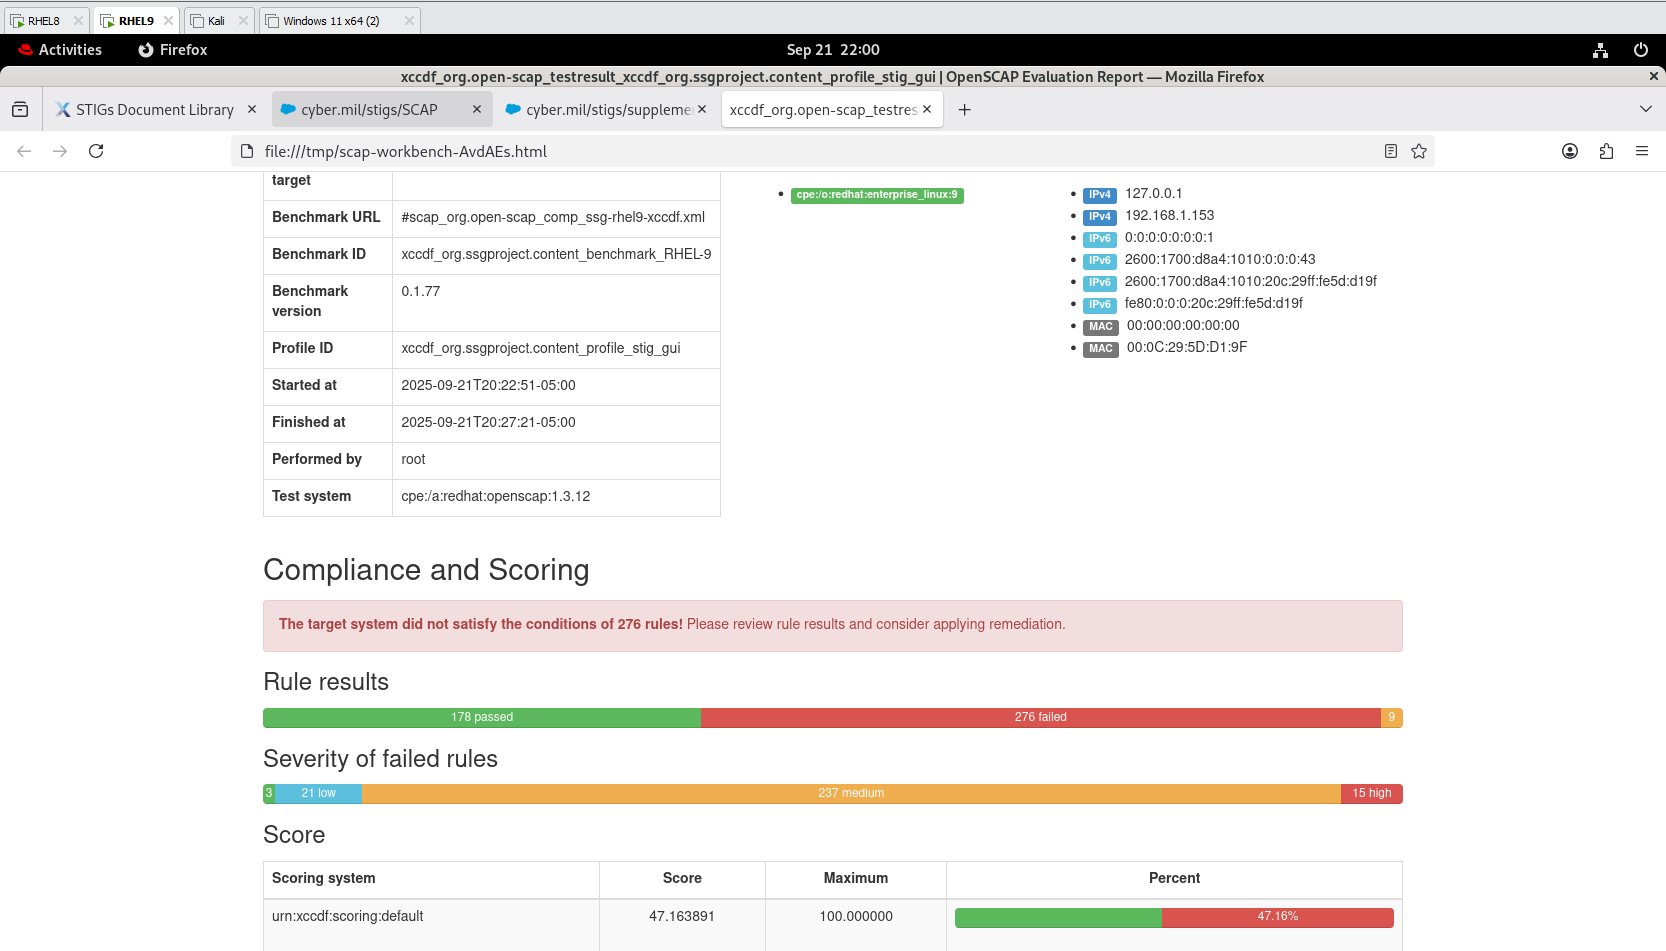 RHEL8
RHEL9
Kali
Windows 11 x64 (2)
Activities
Firefox
Sep 21 22:00
xccdf_org.open-scap_testresult_xccdf_org.ssgproject.content_profile_stig_gui | OpenSCAP Evaluation Report — Mozilla Firefox
STIGs Document Library
cyber.mil/stigs/SCAP
cyber.mil/stigs/suppleme
xccdf_org.open-scap_testres
file:///tmp/scap-workbench-AvdAEs.html
target
Benchmark URL #scap_org.open-scap_comp_ssg-rhel9-xccdf.xml
Benchmark ID xccdf_org.ssgproject.content_benchmark_RHEL-9
Benchmark version 0.1.77
Profile ID xccdf_org.ssgproject.content_profile_stig_gui
Started at 2025-09-21T20:22:51-05:00
Finished at 2025-09-21T20:27:21-05:00
Performed by root
Test system cpe:/a:redhat:openscap:1.3.12
cpe:/o:redhat:enterprise_linux:9
IPv4 127.0.0.1
IPv4 192.168.1.153
IPv6 0:0:0:0:0:0:0:1
IPv6 2600:1700:d8a4:1010:0:0:0:43
IPv6 2600:1700:d8a4:1010:20c:29ff:fe5d:d19f
IPv6 fe80:0:0:0:20c:29ff:fe5d:d19f
MAC 00:00:00:00:00:00
MAC 00:0C:29:5D:D1:9F
Compliance and Scoring
The target system did not satisfy the conditions of 276 rules! Please review rule results and consider applying remediation.
Rule results
178 passed 276 failed 9
Severity of failed rules
3 21 low 237 medium 15 high
Score
Scoring system Score Maximum Percent
urn:xccdf:scoring:default 47.163891 100.000000 47.16%